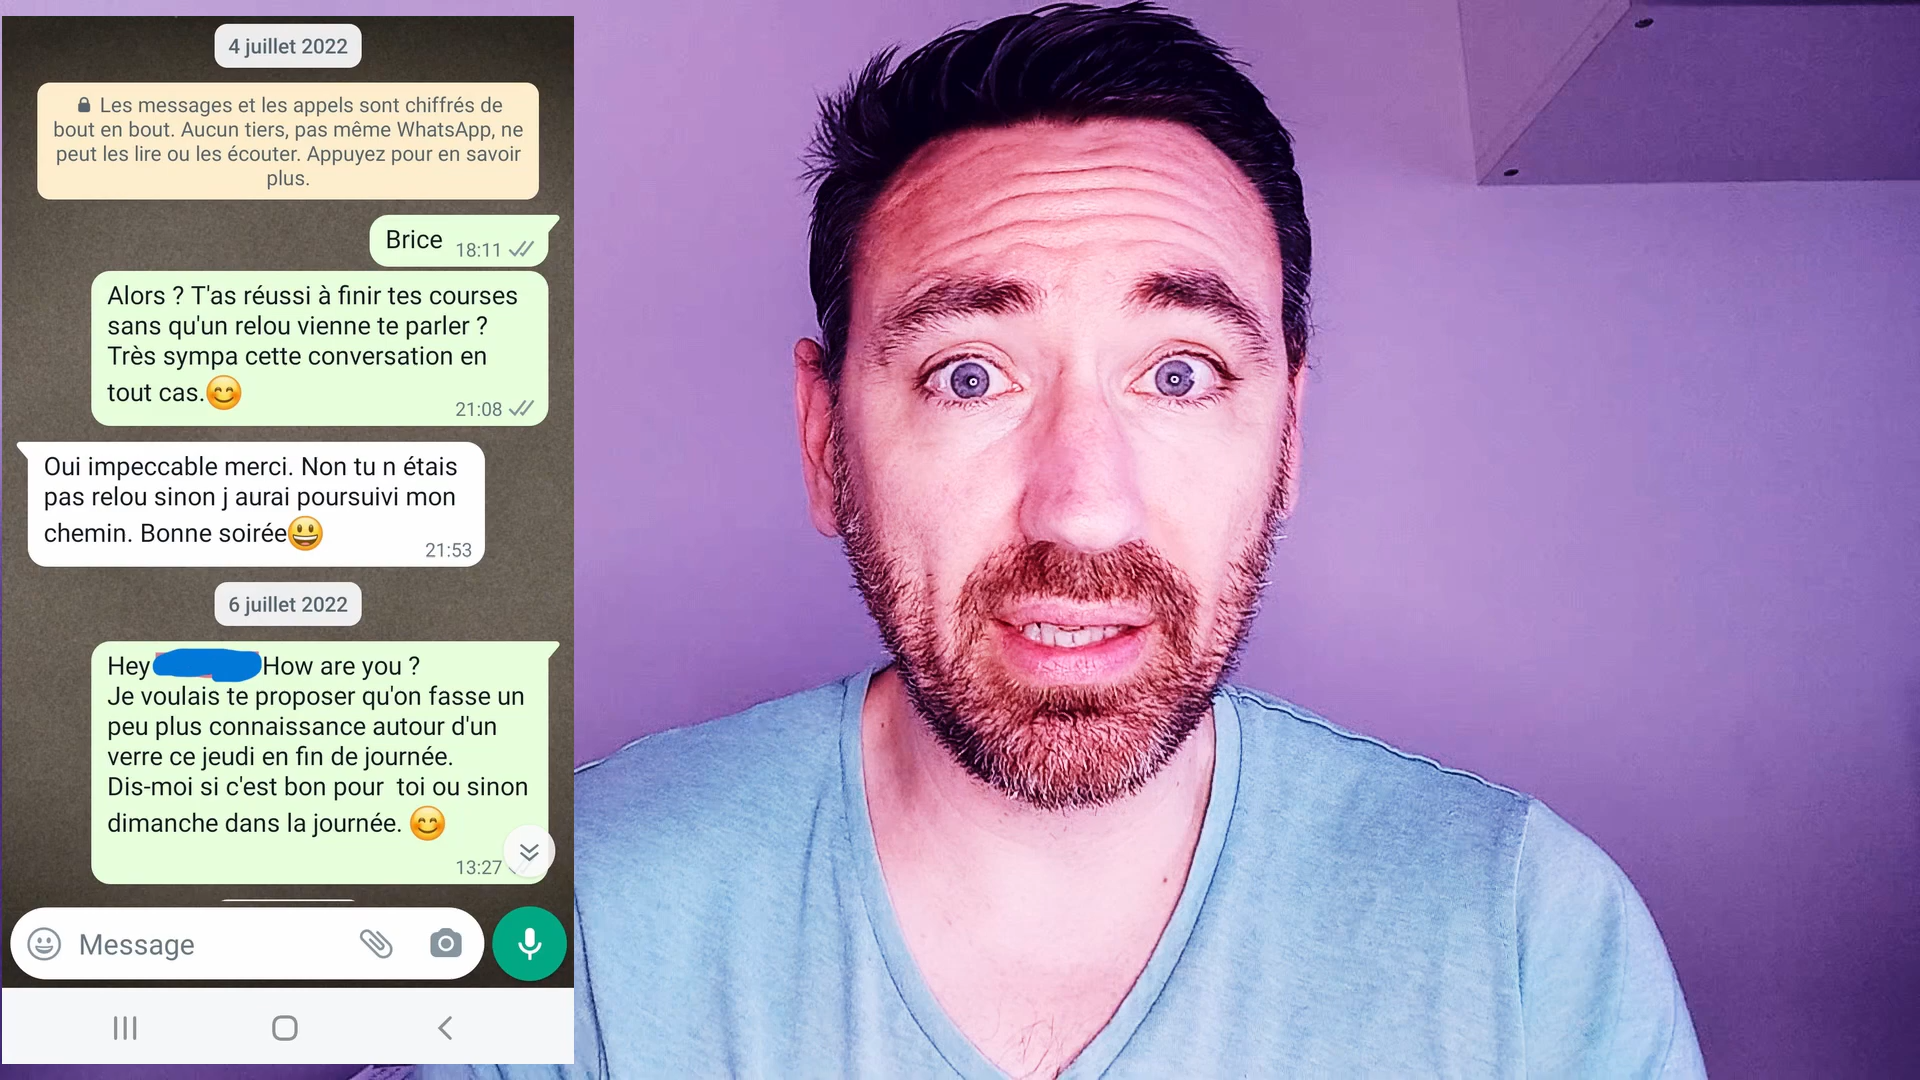 4 juillet 2022
🔒 Les messages et les appels sont chiffrés de
bout en bout. Aucun tiers, pas même WhatsApp, ne
peut les lire ou les écouter. Appuyez pour en savoir
plus.
Brice 18:11
Alors ? T'as réussi à finir tes courses
sans qu'un relou vienne te parler ?
Très sympa cette conversation en
tout cas.😊
21:08
Oui impeccable merci. Non tu n étais
pas relou sinon j aurai poursuivi mon
chemin. Bonne soirée😃
21:53
6 juillet 2022
Hey How are you ?
Je voulais te proposer qu'on fasse un
peu plus connaissance autour d'un
verre ce jeudi en fin de journée.
Dis-moi si c'est bon pour  toi ou sinon
dimanche dans la journée. 😊
13:27
Message